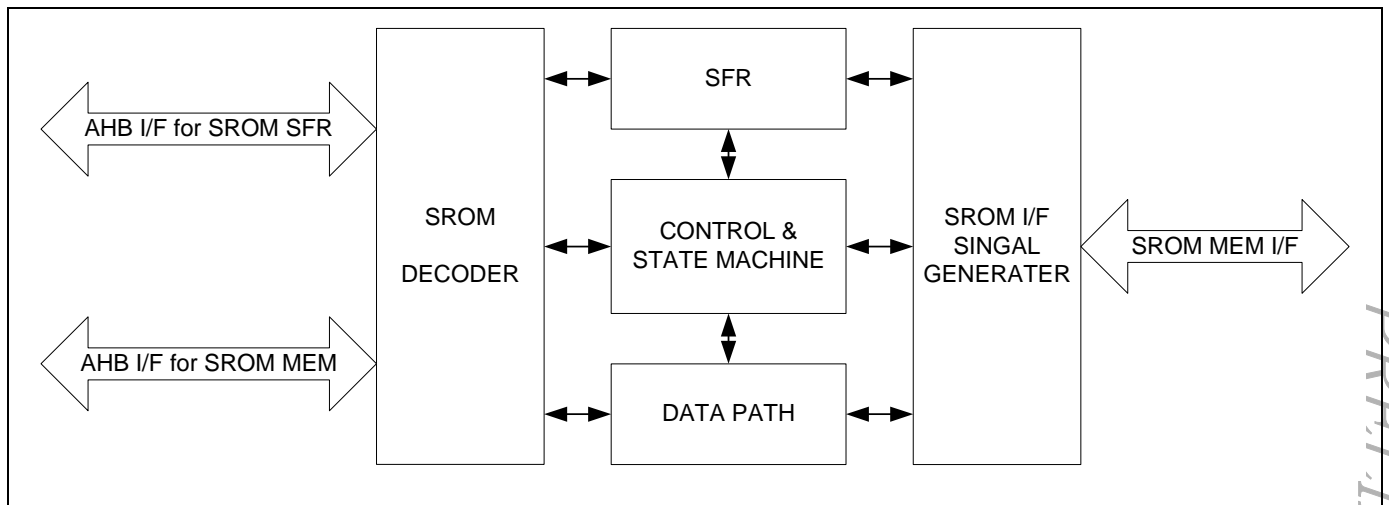 SFR
AHB I/F for SROM SFR
SROM
DECODER
CONTROL &
STATE MACHINE
SROM I/F
SINGAL
GENERATER
SROM MEM I/F
AHB I/F for SROM MEM
DATA PATH